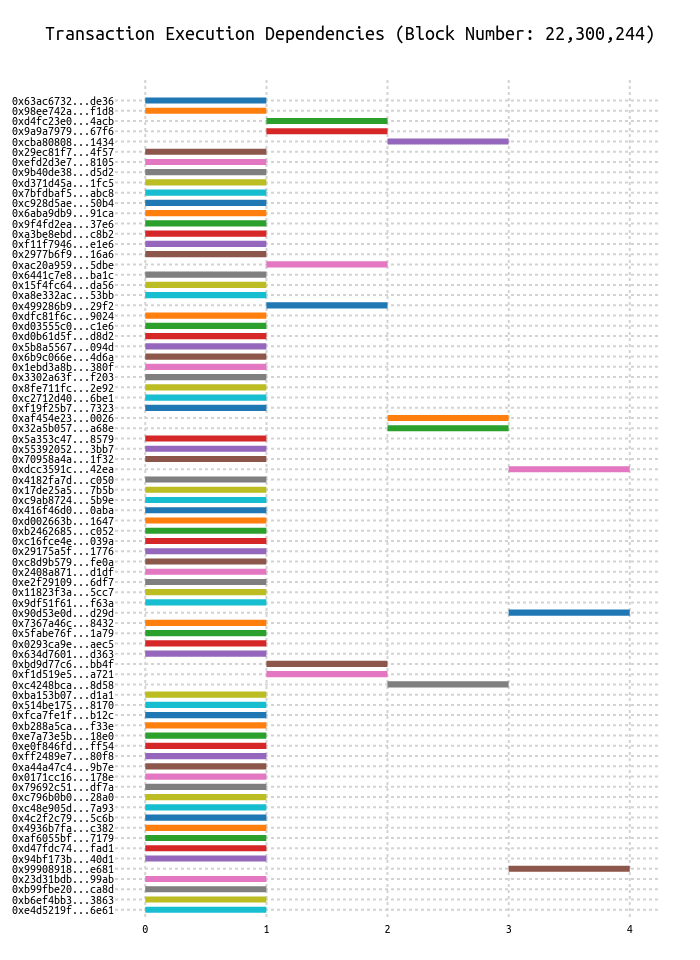 Transaction Execution Dependencies (Block Number: 22,300,244)
0x63ac6732...de36
0x98ee742a...f1d8
0xd4fc23e0...4acb
0x9a9a7979...67f6
0xcba80808...1434
0x29ec81f7...4f57
0xefd2d3e7...8105
0x9b40de38...d5d2
0xd371d45a...1fc5
0x7bfdbaf5...abc8
0xc928d5ae...50b4
0x6aba9db9...91ca
0x9f4fd2ea...37e6
0xa3be8ebd...c8b2
0xf11f7946...e1e6
0x2977b6f9...16a6
0xac20a959...5dbe
0x6441c7e8...ba1c
0x15f4fc64...da56
0xa8e332ac...53bb
0x499286b9...29f2
0xdfc81f6c...9024
0xd03555c0...c1e6
0xd0b61d5f...d8d2
0x5b8a5567...094d
0x6b9c066e...4d6a
0x1ebd3a8b...380f
0x3302a63f...f203
0x8fe711fc...2e92
0xc2712d40...6be1
0xf19f25b7...7323
0xaf454e23...0026
0x32a5b057...a68e
0x5a353c47...8579
0x55392052...3bb7
0x70958a4a...1f32
0xdcc3591c...42ea
0x4182fa7d...c050
0x17de25a5...7b5b
0xc9ab8724...5b9e
0x416f46d0...0aba
0xd002663b...1647
0xb2462685...c052
0xc16fce4e...039a
0x29175a5f...1776
0xc8d9b579...fe0a
0x2408a871...d1df
0xe2f29109...6df7
0x11823f3a...5cc7
0x9df51f61...f63a
0x90d53e0d...d29d
0x7367a46c...8432
0x5fabe76f...1a79
0x0293ca9e...aec5
0x634d7601...d363
0xbd9d77c6...bb4f
0xf1d519e5...a721
0xc4248bca...8d58
0xba153b07...d1a1
0x514be175...8170
0xfca7fe1f...b12c
0xb288a5ca...f33e
0xe7a73e5b...18e0
0xe0f846fd...ff54
0xff2489e7...80f8
0xa44a47c4...9b7e
0x0171cc16...178e
0x79692c51...df7a
0xc796b0b0...28a0
0xc48e905d...7a93
0x4c2f2c79...5c6b
0x4936b7fa...c382
0xaf6055bf...7179
0xd47fdc74...fad1
0x94bf173b...40d1
0x99908918...e681
0x23d31bdb...99ab
0xb99fbe20...ca8d
0xb6ef4bb3...3863
0xe4d5219f...6e61
0 1 2 3 4